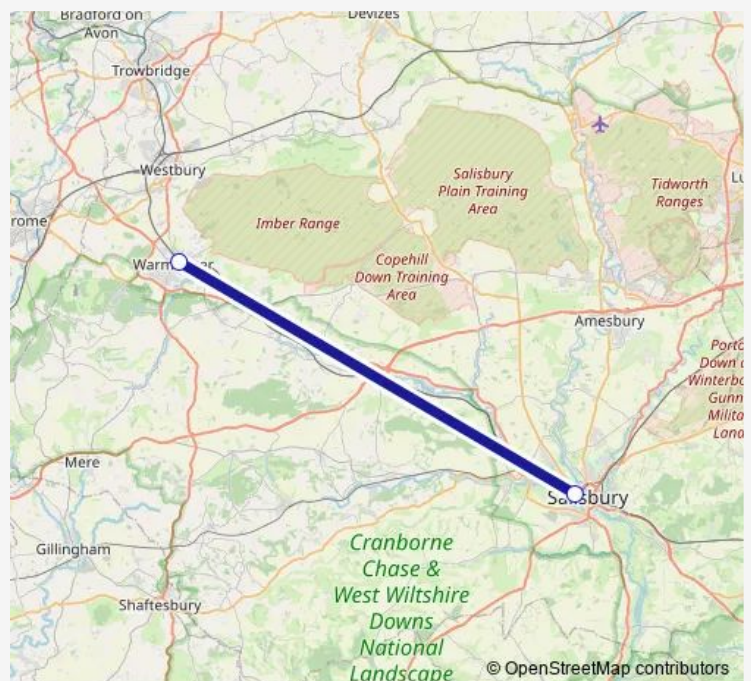 Bradford on
Avon
Devizes
Trowbridge
Westbury
Salisbury
Plain Training
Area
Tidworth
Ranges
Imber Range
Copehill
Down Training
Area
Amesbury
Mere
Salisbury
Gillingham
Cranborne
Chase &
West Wiltshire
Downs
National
Landscape
Shaftesbury
© OpenStreetMap contributors